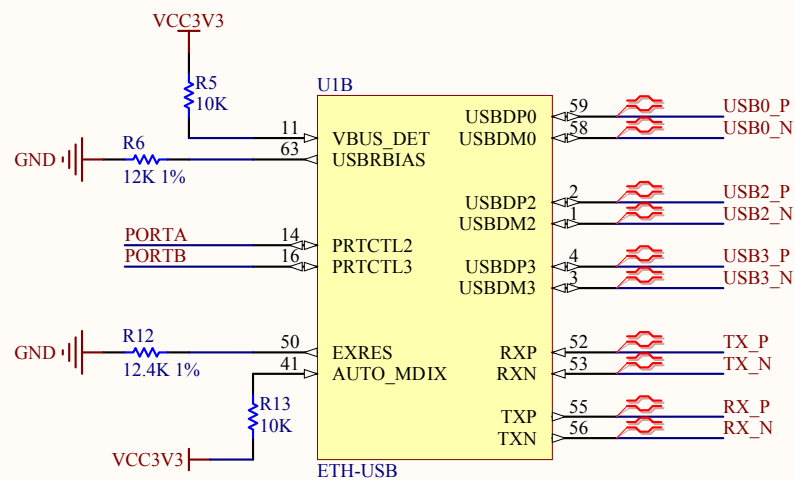 VCC3V3
R5
10K
U1B
11
VBUS_DET
GND
R6
12K 1%
63
USBRBIAS
USBDP0
59
USB0_P
USBDM0
58
USB0_N
USBDP2
2
USB2_P
USBDM2
1
USB2_N
PORTA
14
PRTCTL2
PORTB
16
PRTCTL3
USBDP3
4
USB3_P
USBDM3
3
USB3_N
GND
R12
12.4K 1%
50
EXRES
41
AUTO_MDIX
RXP
52
TX_P
RXN
53
TX_N
R13
10K
TXP
55
RX_P
TXN
56
RX_N
VCC3V3
ETH-USB